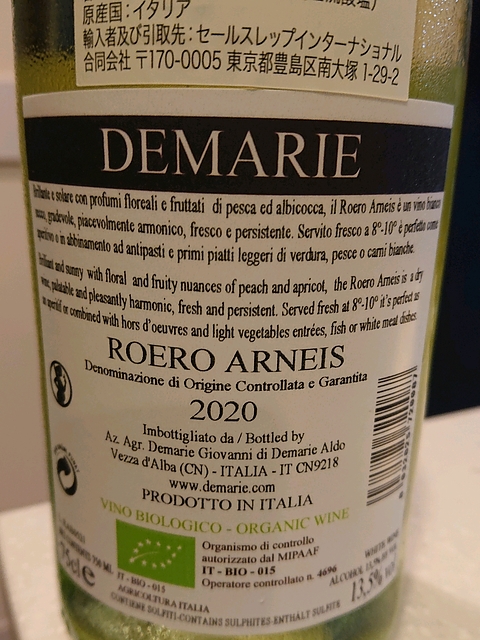 原産国:イタリア
輸入者及び引取先:セールスレップインターナショナル
合同会社 〒170-0005 東京都豊島区南大塚 1-29-2
DEMARIE
brillante e solare con profumi floreali e fruttati di pesca ed albicocca, il Roero Arneis è un vino bianco
secco, gradevole, piacevolmente armonico, fresco e persistente. Servito fresco a 8°-10° è perfetto come
aperitivo o in abbinamento ad antipasti e primi piatti leggeri di verdura, pesce o carni bianche.
Brilliant and sunny with floral and fruity nuances of peach and apricot, the Roero Arneis is a dry
wine, palatable and pleasantly harmonic, fresh and persistent. Served fresh at 8°-10° it's perfect us
an aperitif or combined with hors d'oeuvres and light vegetables entrées, fish or white meat dishes.
ROERO ARNEIS
Denominazione di Origine Controllata e Garantita
2020
Imbottigliato da / Bottled by
Az. Agr. Demarie Giovanni di Demarie Aldo
Vezza d'Alba (CN) - ITALIA - IT CN9218
www.demarie.com
PRODOTTO IN ITALIA
VINO BIOLOGICO - ORGANIC WINE
Organismo di controllo
autorizzato dal MIPAAF
IT - BIO - 015
Operatore controllato n. 4696
WHITE WINE
ALCOHOL 13,5% BY VOL.
13,5% VOL
750 ML
75cl e
IT - BIO - 015
AGRICOLTURA ITALIA
CONTIENE SOLFITI-CONTAINS SULPHITES-ENTHÄLT SULFITE